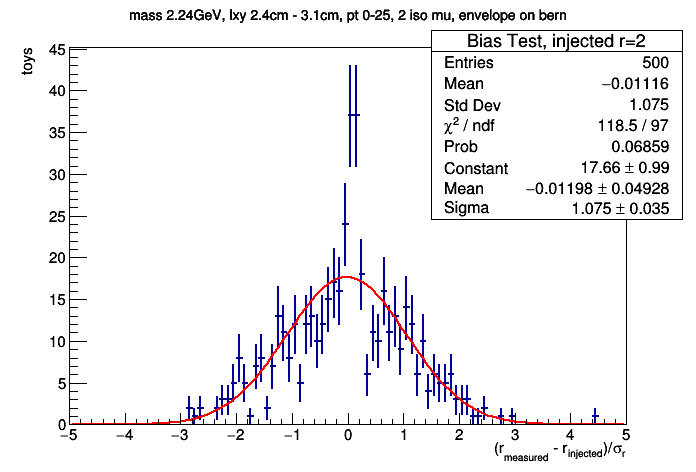 mass 2.24GeV, lxy 2.4cm - 3.1cm, pt 0-25, 2 iso mu, envelope on bern
toys
Bias Test, injected r=2
Entries 500
Mean −0.01116
Std Dev 1.075
χ² / ndf 118.5 / 97
Prob 0.06859
Constant 17.66 ± 0.99
Mean −0.01198 ± 0.04928
Sigma 1.075 ± 0.035
45
40
35
30
25
20
15
10
5
0
−5 −4 −3 −2 −1 0 1 2 3 4 5
(r_measured - r_injected)/σ_r